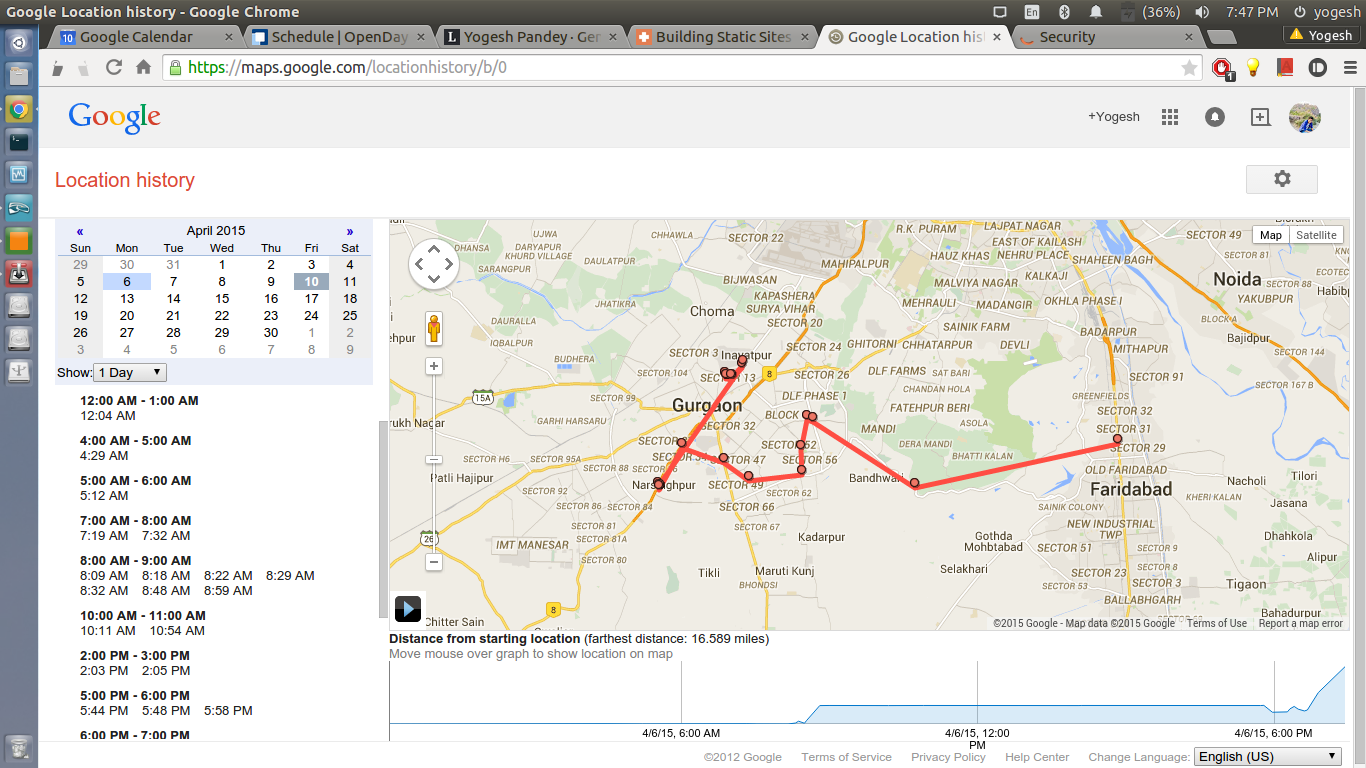 Google Location history - Google Chrome
En (36%) 7:47 PM yogesh
10 Google Calendar × Schedule | OpenDay × L Yogesh Pandey · Ger × Building Static Sites × Google Location his × Security × Yogesh
https://maps.google.com/locationhistory/b/0
1
Google
+Yogesh
Location history
« April 2015 »
Sun Mon Tue Wed Thu Fri Sat
29 30 31 1 2 3 4
5 6 7 8 9 10 11
12 13 14 15 16 17 18
19 20 21 22 23 24 25
26 27 28 29 30 1 2
3 4 5 6 7 8 9
Show: 1 Day
12:00 AM - 1:00 AM
12:04 AM
4:00 AM - 5:00 AM
4:29 AM
5:00 AM - 6:00 AM
5:12 AM
7:00 AM - 8:00 AM
7:19 AM 7:32 AM
8:00 AM - 9:00 AM
8:09 AM 8:18 AM 8:22 AM 8:29 AM
8:32 AM 8:48 AM 8:59 AM
10:00 AM - 11:00 AM
10:11 AM 10:54 AM
2:00 PM - 3:00 PM
2:03 PM 2:05 PM
5:00 PM - 6:00 PM
5:44 PM 5:48 PM 5:58 PM
6:00 PM - 7:00 PM
Map Satellite
UJWA
DHANSA
DARYAPUR
KHURD VILLAGE
SARANGPUR
CHHAWLA
DAULATPUR
SECTOR 22
R.K. PURAM
LAJPAT NAGAR
SECTOR 49
MAHIPALPUR
HAUZ KHAS
EAST OF KAILASH
NEHRU PLACE
SHAHEEN BAGH
KALKAJI
BIJWASAN
MALVIYA NAGAR
Noida
JHATIKRA
KAPASHERA
SURYA VIHAR
MEHRAULI
MADANGIR
OKHLA PHASE I
YAKUBPUR
Choma
SECTOR 20
DAURALLA
SAINIK FARM
BADARPUR
BLOCK A
Bajidpur
GHITORNI
CHHATARPUR
DEVLI
MITHAPUR
SECTOR 144
SECTOR 3
Inayatpur
SECTOR 24
BUDHERA
SECTOR 104
SECTOR 13
8
SECTOR 26
DLF FARMS
SATBARI
CHANDAN HOLA
SECTOR 91
SECTOR 167 B
15A
SECTOR 99
DLF PHASE 1
GREENFIELDS
Gurgaon
FATEHPUR BERI
SECTOR 32
GARHI HARSARU
SECTOR 32
BLOCK
MANDI
ASOLA
SECTOR 31
DERA MANDI
BHATTI KALAN
SECTOR 29
SECTOR H6
SECTOR 95A
SECTOR 88
SECTOR 47
SECTOR 52
SECTOR 56
OLD FARIDABAD
Patli Hajipur
SECTOR 92
SECTOR 49
SECTOR 62
Faridabad
Nacholi
Tilori
KHERI KALAN
Jasana
SECTOR 86
SECTOR 84
SECTOR 66
SAINIK COLONY
SECTOR 81
SECTOR 67
NEW INDUSTRIAL
TWP
Dhahkola
26
SECTOR 81A
Kadarpur
Gothda
Mohbtabad
SECTOR 51
SECTOR 8
IMT MANESAR
SECTOR 80
Alipur
Tikli
Maruti Kunj
Selakhari
SECTOR 23
SECTOR 53
SECTOR 3
BHONDSI
Tigaon
8
BALLABHGARH
Chitter Sain
Bahadurpur
©2015 Google - Map data ©2015 Google Terms of Use Report a map error
Distance from starting location (farthest distance: 16.589 miles)
Move mouse over graph to show location on map
4/6/15, 6:00 AM 4/6/15, 12:00 PM 4/6/15, 6:00 PM
©2012 Google Terms of Service Privacy Policy Help Center Change Language: English (US)